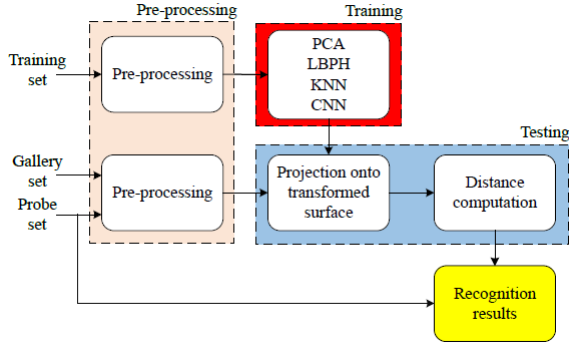 Pre-processing
Training
Training
set
Pre-processing
PCA
LBPH
KNN
CNN
Testing
Gallery
set
Probe
set
Pre-processing
Projection onto
transformed
surface
Distance
computation
Recognition
results